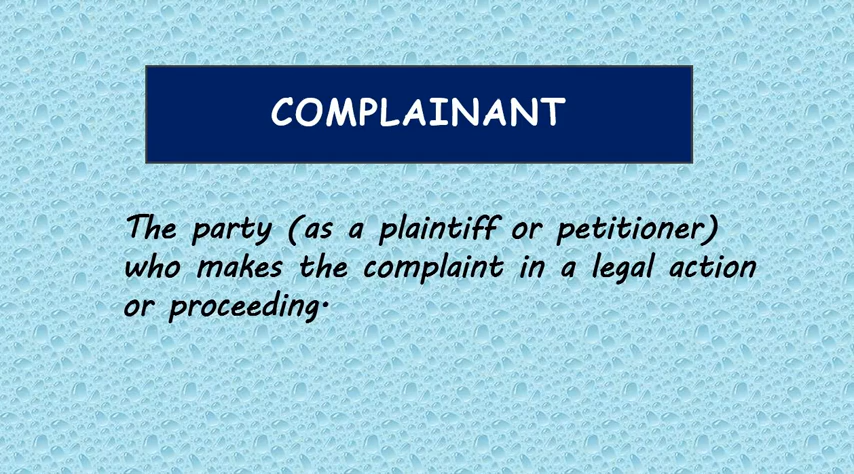 COMPLAINANT
The party (as a plaintiff or petitioner)
who makes the complaint in a legal action
or proceeding.